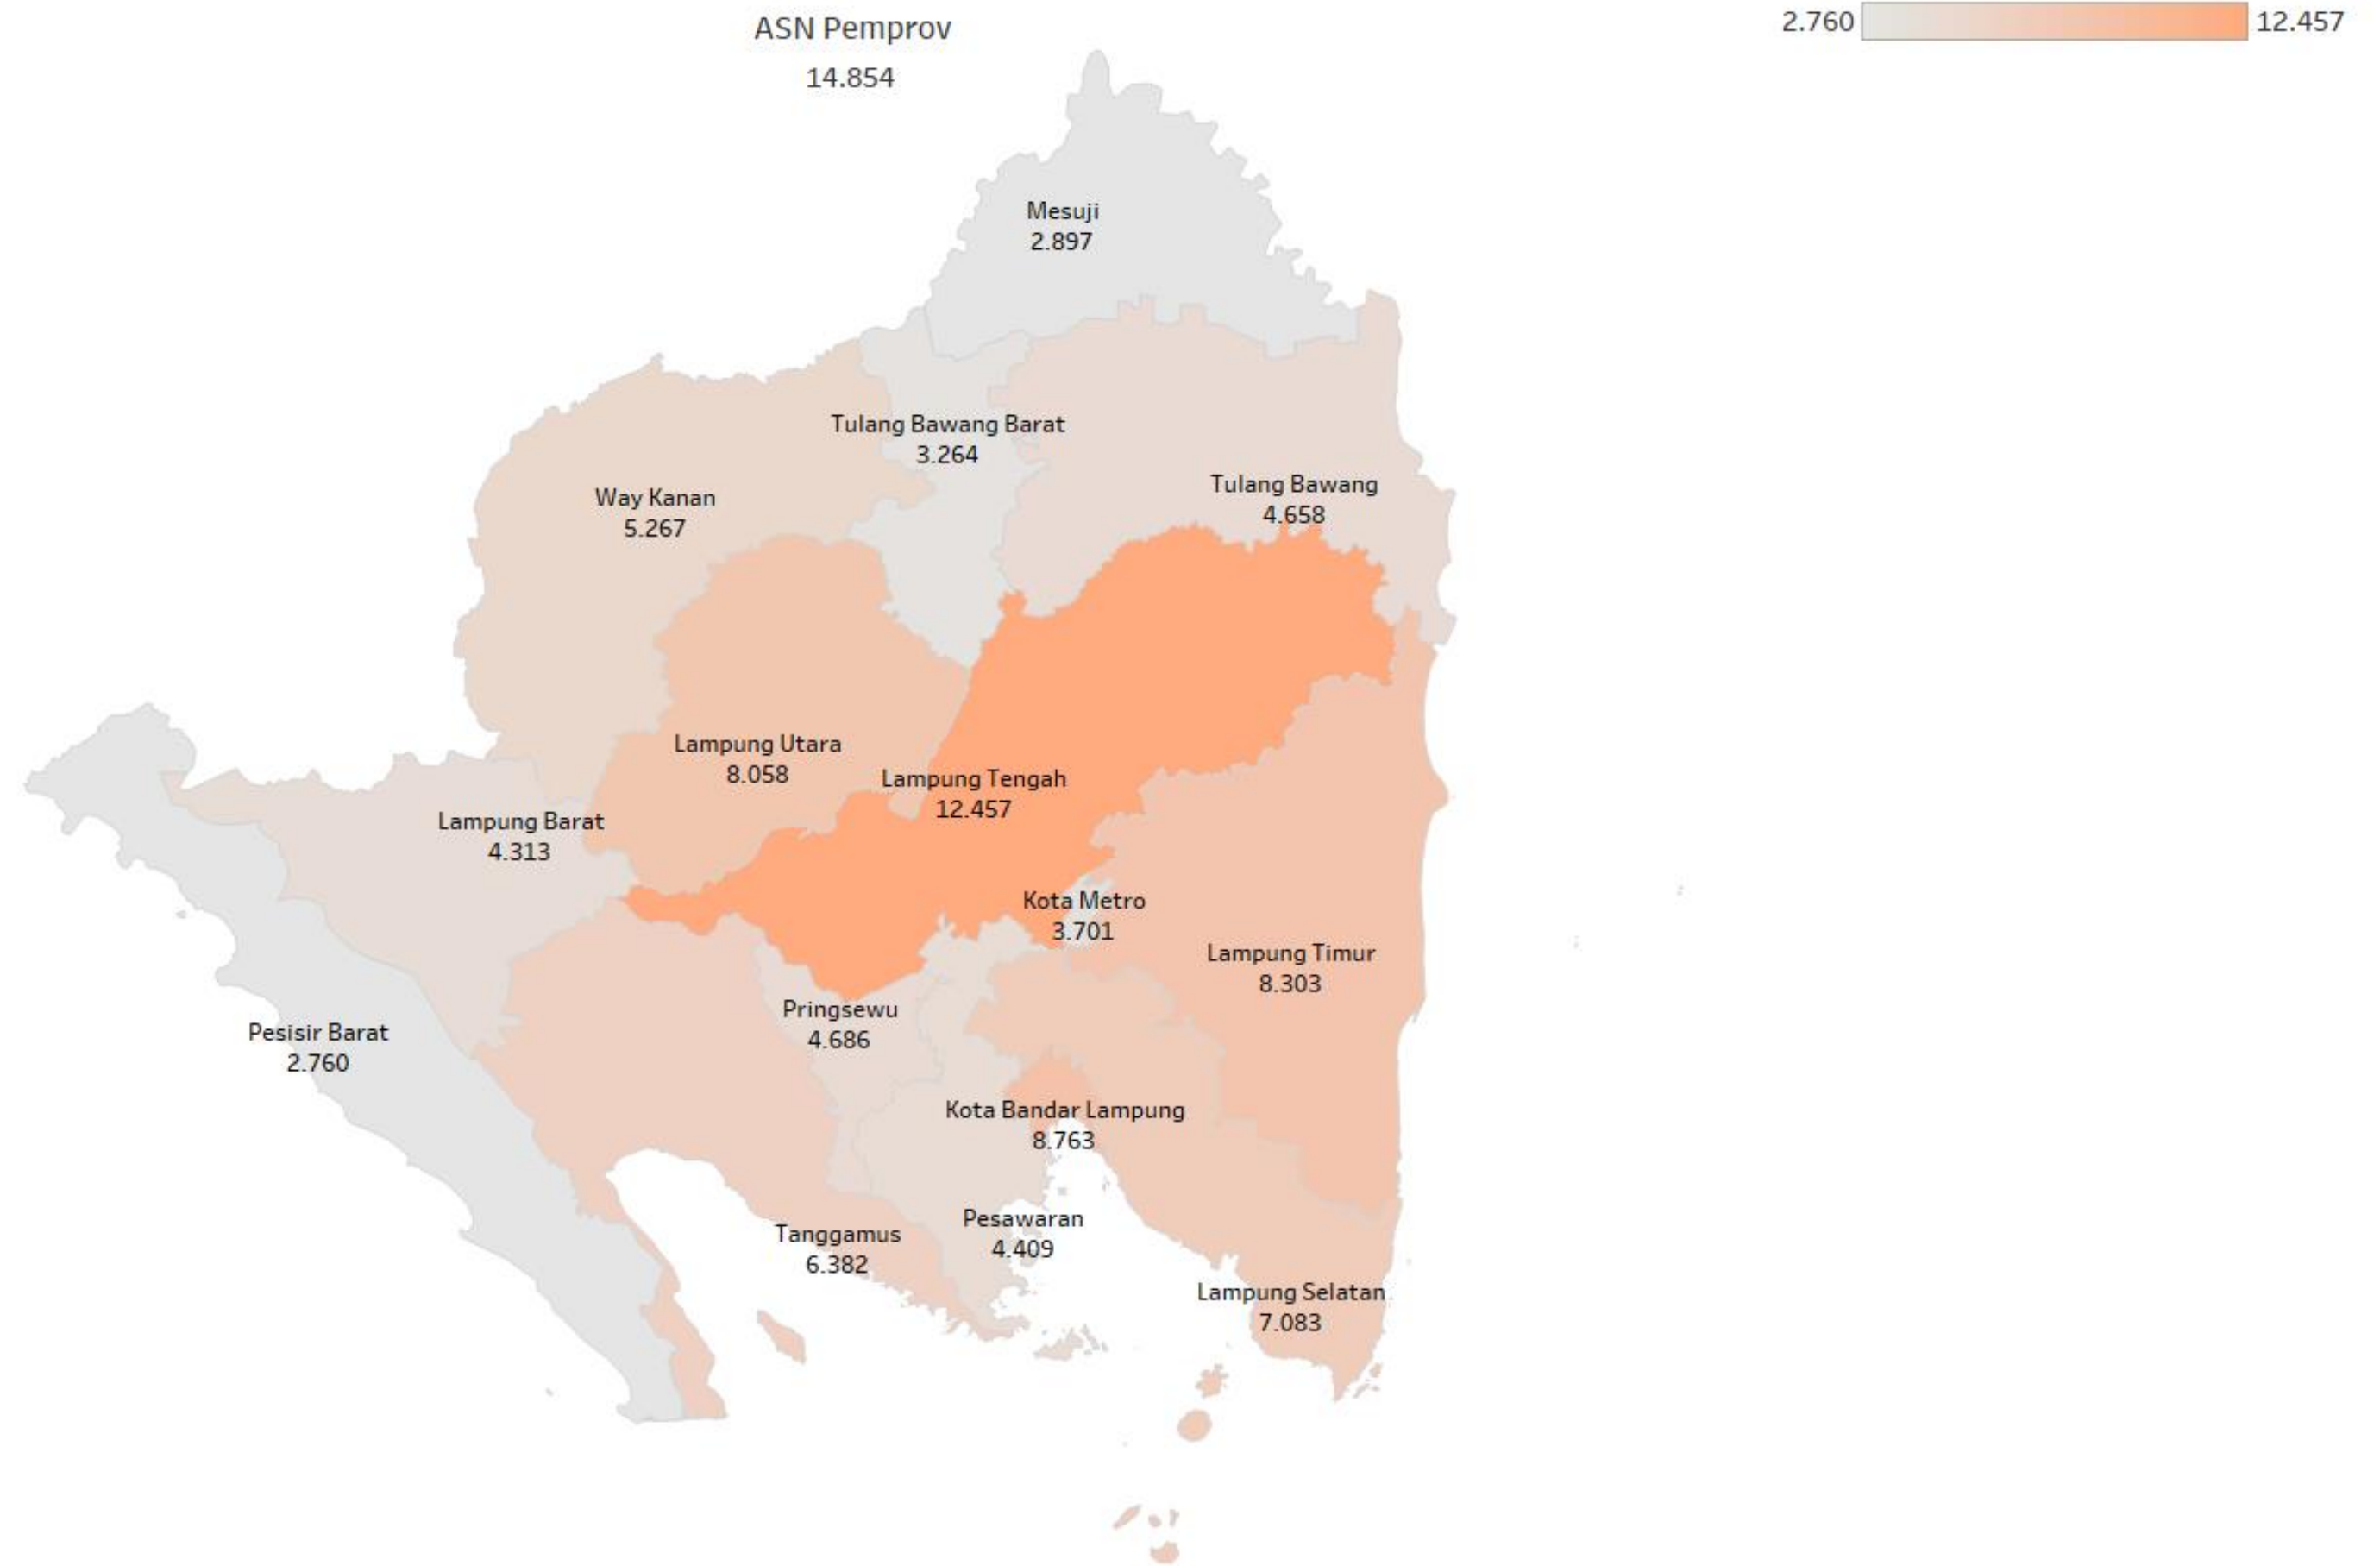 ASN Pemprov
14.854
2.760
12.457
Mesuji
2.897
Tulang Bawang Barat
3.264
Tulang Bawang
4.658
Way Kanan
5.267
Lampung Utara
8.058
Lampung Tengah
12.457
Lampung Barat
4.313
Kota Metro
3.701
Lampung Timur
8.303
Pringsewu
4.686
Pesisir Barat
2.760
Kota Bandar Lampung
8.763
Pesawaran
4.409
Tanggamus
6.382
Lampung Selatan
7.083